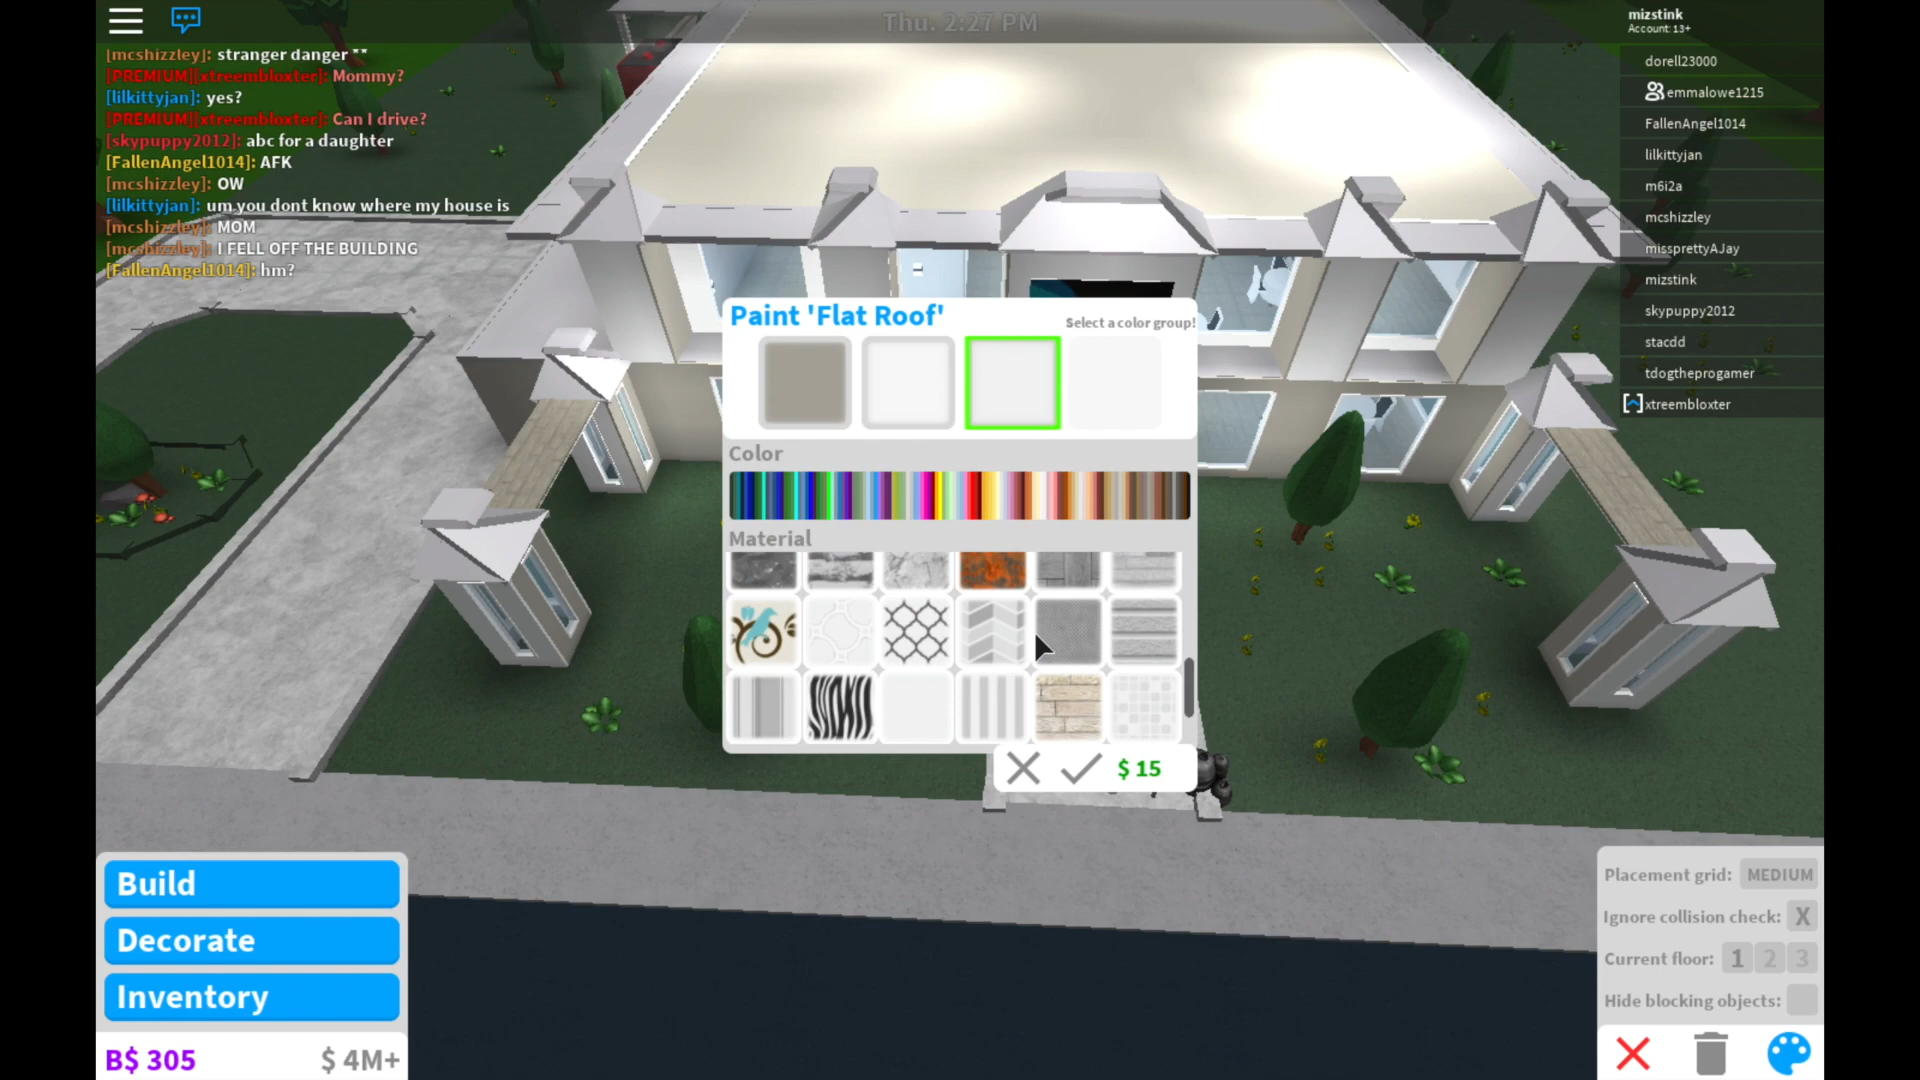 Thu. 2:27 PM
mizstink
Account: 13+
[mcshizzley]: stranger danger **
[PREMIUM][xtreembloxter]: Mommy?
[lilkittyjan]: yes?
[PREMIUM][xtreembloxter]: Can I drive?
[skypuppy2012]: abc for a daughter
[FallenAngel1014]: AFK
[mcshizzley]: OW
[lilkittyjan]: um you dont know where my house is
[mcshizzley]: MOM
[mcshizzley]: I FELL OFF THE BUILDING
[FallenAngel1014]: hm?
dorell23000
emmalowe1215
FallenAngel1014
lilkittyjan
m6i2a
mcshizzley
missprettyAJay
mizstink
skypuppy2012
stacdd
tdogtheprogamer
xtreembloxter
Paint 'Flat Roof'
Select a color group!
Color
Material
$ 15
Build
Decorate
Inventory
B$ 305 $ 4M+
Placement grid: MEDIUM
Ignore collision check: X
Current floor: 1 2 3
Hide blocking objects: